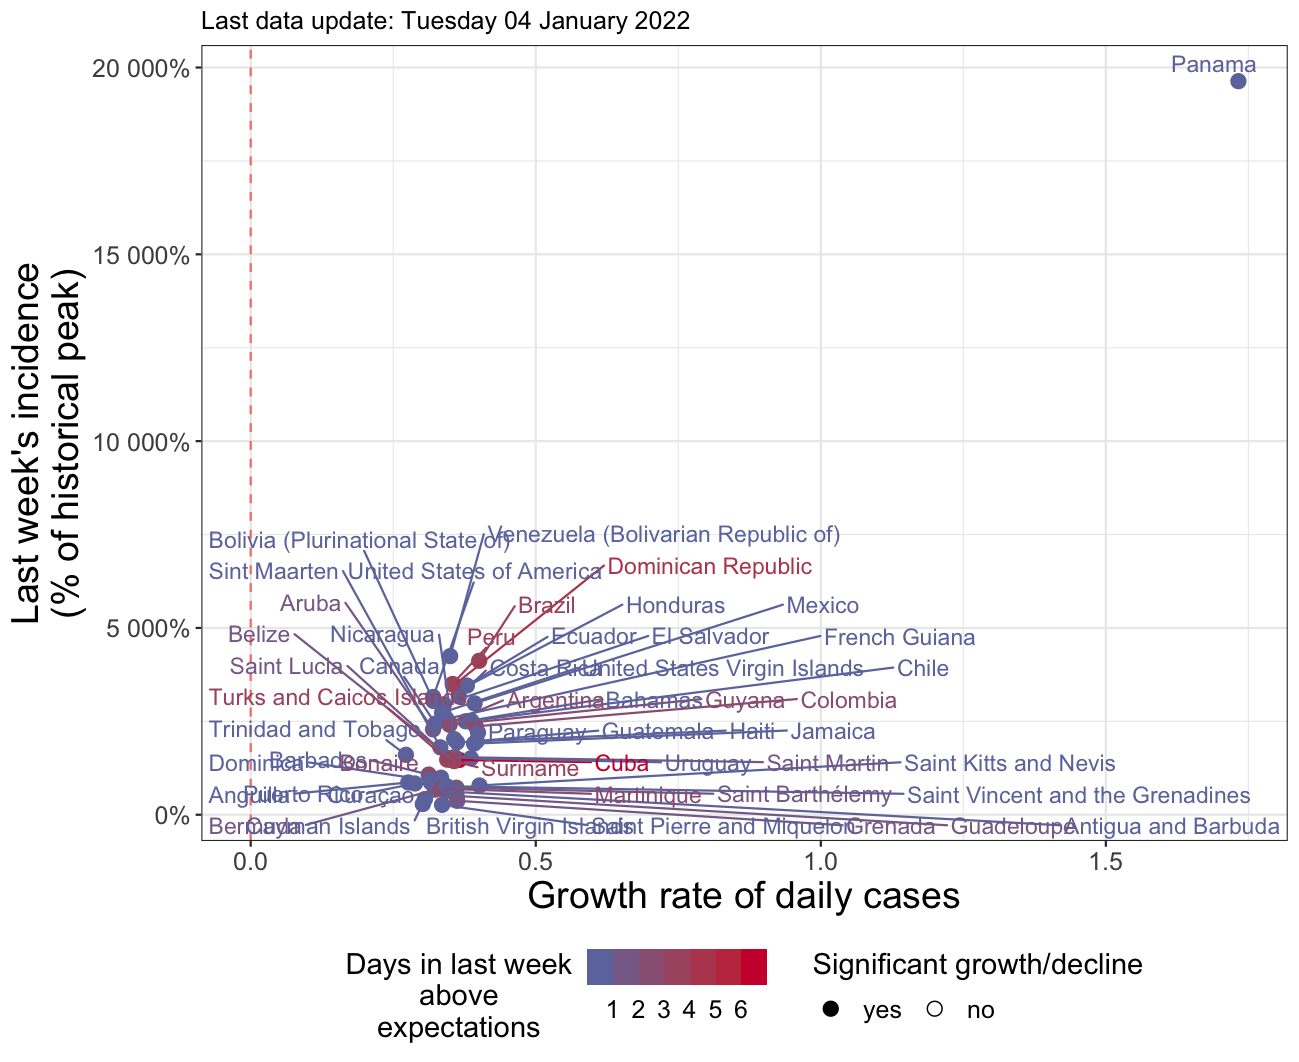 Last data update: Tuesday 04 January 2022
Last week's incidence
(% of historical peak)
20 000%
15 000%
10 000%
5 000%
0%
Panama
Bolivia (Plurinational State of)
Venezuela (Bolivarian Republic of)
Sint Maarten
United States of America
Dominican Republic
Aruba
Brazil
Honduras
Mexico
Belize
Nicaragua
Peru
Ecuador
El Salvador
French Guiana
Saint Lucia
Canada
Costa Rica
United States Virgin Islands
Chile
Turks and Caicos Islands
Argentina
Bahamas
Guyana
Colombia
Trinidad and Tobago
Paraguay
Guatemala
Haiti
Jamaica
Dominica
Barbados
Bonaire
Suriname
Cuba
Uruguay
Saint Martin
Saint Kitts and Nevis
Anguilla
Puerto Rico
Curacao
Martinique
Saint Barthélemy
Saint Vincent and the Grenadines
Bermuda
Cayman Islands
British Virgin Islands
Saint Pierre and Miquelon
Grenada
Guadeloupe
Antigua and Barbuda
0.0
0.5
1.0
1.5
Growth rate of daily cases
Days in last week
above
expectations
1 2 3 4 5 6
Significant growth/decline
yes
no